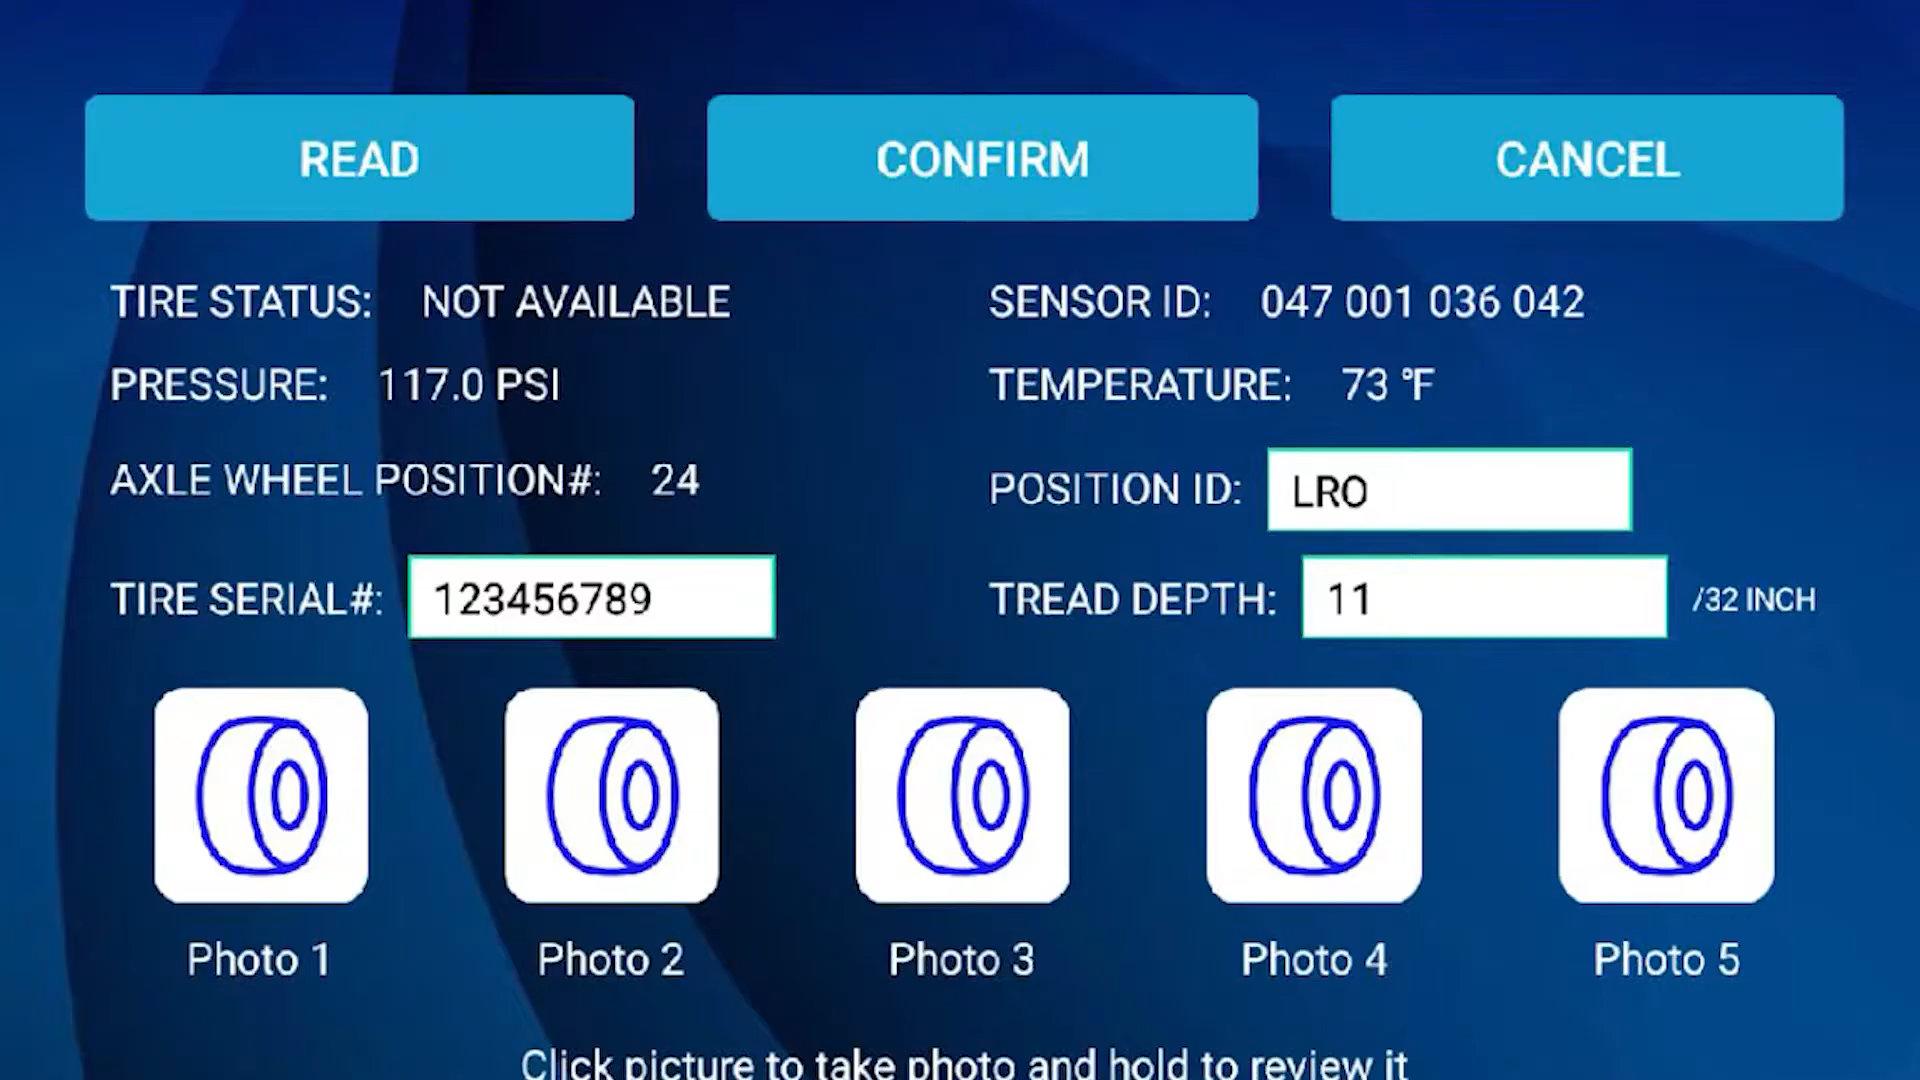 READ CONFIRM CANCEL
TIRE STATUS: NOT AVAILABLE SENSOR ID: 047 001 036 042
PRESSURE: 117.0 PSI TEMPERATURE: 73 °F
AXLE WHEEL POSITION#: 24 POSITION ID: LRO
TIRE SERIAL#: 123456789 TREAD DEPTH: 11 /32 INCH
Photo 1 Photo 2 Photo 3 Photo 4 Photo 5
Click picture to take photo and hold to review it